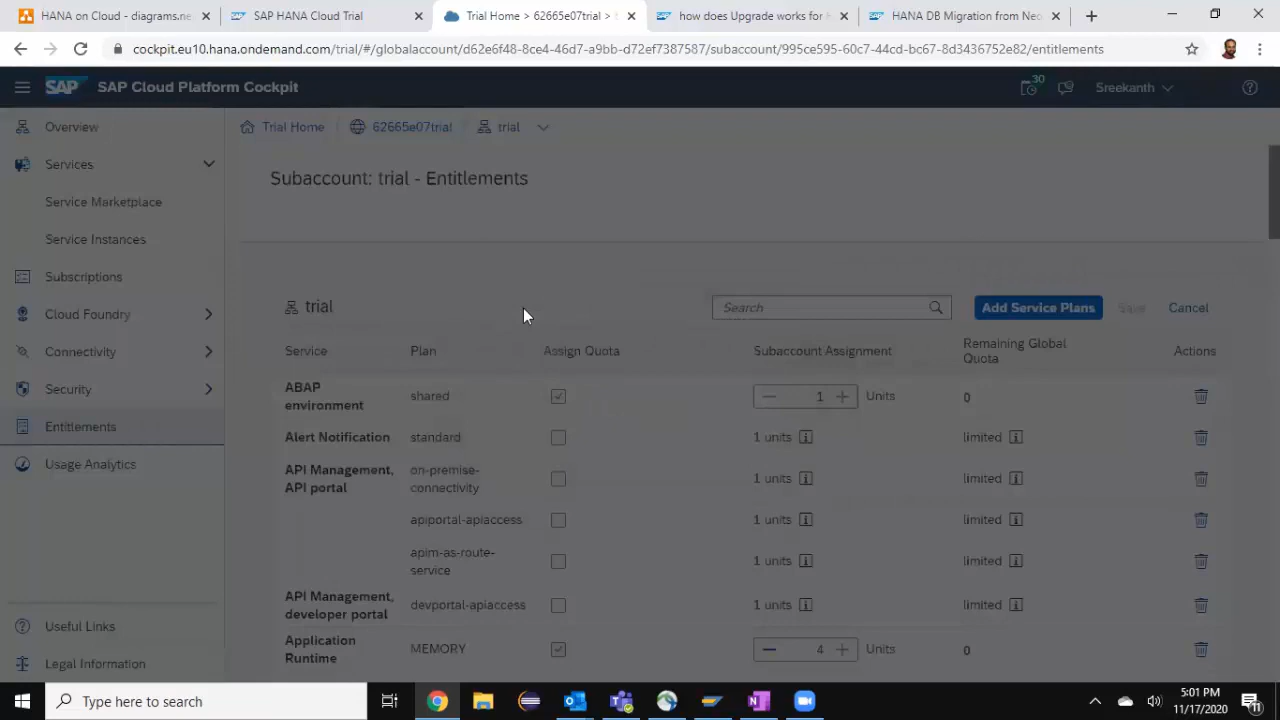 HANA on Cloud - diagrams.ne
SAP HANA Cloud Trial
Trial Home > 62665e07trial >
how does Upgrade works for
HANA DB Migration from Neo
cockpit.eu10.hana.ondemand.com/trial/#/globalaccount/d62e6f48-8ce4-46d7-a9bb-d72ef7387587/subaccount/995ce595-60c7-44cd-bc67-8d3436752e82/entitlements
SAP SAP Cloud Platform Cockpit
30
Sreekanth
Overview
Services
Service Marketplace
Service Instances
Subscriptions
Cloud Foundry
Connectivity
Security
Entitlements
Usage Analytics
Useful Links
Legal Information
Trial Home
62665e07trial
trial
Subaccount: trial - Entitlements
trial
Search
Add Service Plans
Save
Cancel
Service
Plan
Assign Quota
Subaccount Assignment
Remaining Global
Quota
Actions
ABAP
environment
shared
1
Units
0
Alert Notification
standard
1 units
limited
API Management,
API portal
on-premise-
connectivity
1 units
limited
apiportal-apiaccess
1 units
limited
apim-as-route-
service
1 units
limited
API Management,
developer portal
devportal-apiaccess
1 units
limited
Application
Runtime
MEMORY
4
Units
0
Type here to search
5:01 PM
11/17/2020